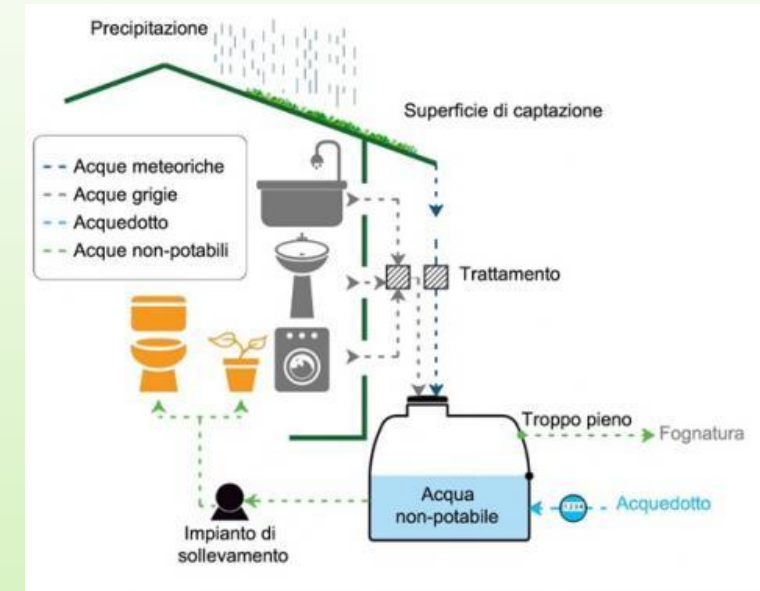 Precipitazione
Superficie di captazione
Acque meteoriche
Acque grigie
Acquedotto
Acque non-potabili
Trattamento
Troppo pieno
Fognatura
Acqua
non-potabile
1234
Acquedotto
Impianto di
sollevamento